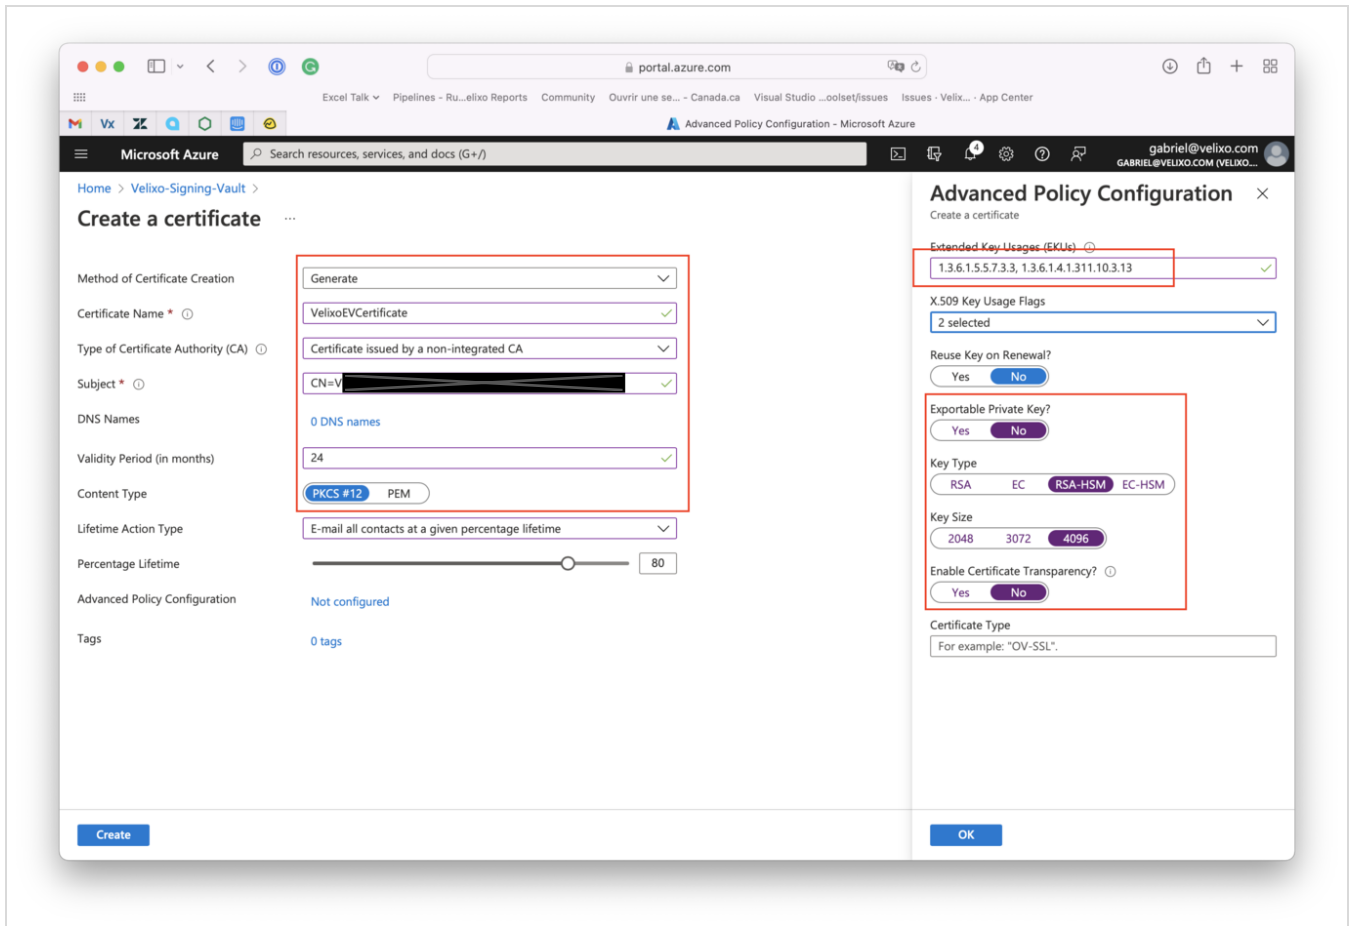 portal.azure.com
Excel Talk Pipelines - Ru...elixo Reports Community Ouvrir une se... - Canada.ca Visual Studio ...oolset/issues Issues · Velix... · App Center
Vx
Advanced Policy Configuration - Microsoft Azure
Microsoft Azure
Search resources, services, and docs (G+/)
4
gabriel@velixo.com
GABRIEL@VELIXO.COM (VELIXO...
Home > Velixo-Signing-Vault >
Create a certificate ...
Method of Certificate Creation
Generate
Certificate Name *
VelixoEVCertificate
Type of Certificate Authority (CA)
Certificate issued by a non-integrated CA
Subject *
CN=V
DNS Names
0 DNS names
Validity Period (in months)
24
Content Type
PKCS #12 PEM
Lifetime Action Type
E-mail all contacts at a given percentage lifetime
Percentage Lifetime
80
Advanced Policy Configuration
Not configured
Tags
0 tags
Create
Advanced Policy Configuration
Create a certificate
Extended Key Usages (EKUs)
1.3.6.1.5.5.7.3.3, 1.3.6.1.4.1.311.10.3.13
X.509 Key Usage Flags
2 selected
Reuse Key on Renewal?
Yes No
Exportable Private Key?
Yes No
Key Type
RSA EC RSA-HSM EC-HSM
Key Size
2048 3072 4096
Enable Certificate Transparency?
Yes No
Certificate Type
For example: "OV-SSL".
OK